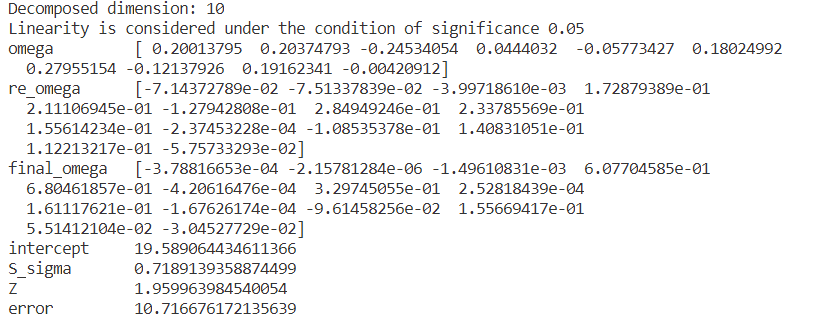 Decomposed dimension: 10
Linearity is considered under the condition of significance 0.05
omega [ 0.20013795 0.20374793 -0.24534054 0.0444032 -0.05773427 0.18024992
0.27955154 -0.12137926 0.19162341 -0.00420912]
re_omega [-7.14372789e-02 -7.51337839e-02 -3.99718610e-03 1.72879389e-01
2.11106945e-01 -1.27942808e-01 2.84949246e-01 2.33785569e-01
1.55614234e-01 -2.37453228e-04 -1.08535378e-01 1.40831051e-01
1.12213217e-01 -5.75733293e-02]
final_omega [-3.78816653e-04 -2.15781284e-06 -1.49610831e-03 6.07704585e-01
6.80461857e-01 -4.20616476e-04 3.29745055e-01 2.52818439e-04
1.61117621e-01 -1.67626174e-04 -9.61458256e-02 1.55669417e-01
5.51412104e-02 -3.04527729e-02]
intercept 19.589064434611366
S_sigma 0.7189139358874499
Z 1.959963984540054
error 10.716676172135639